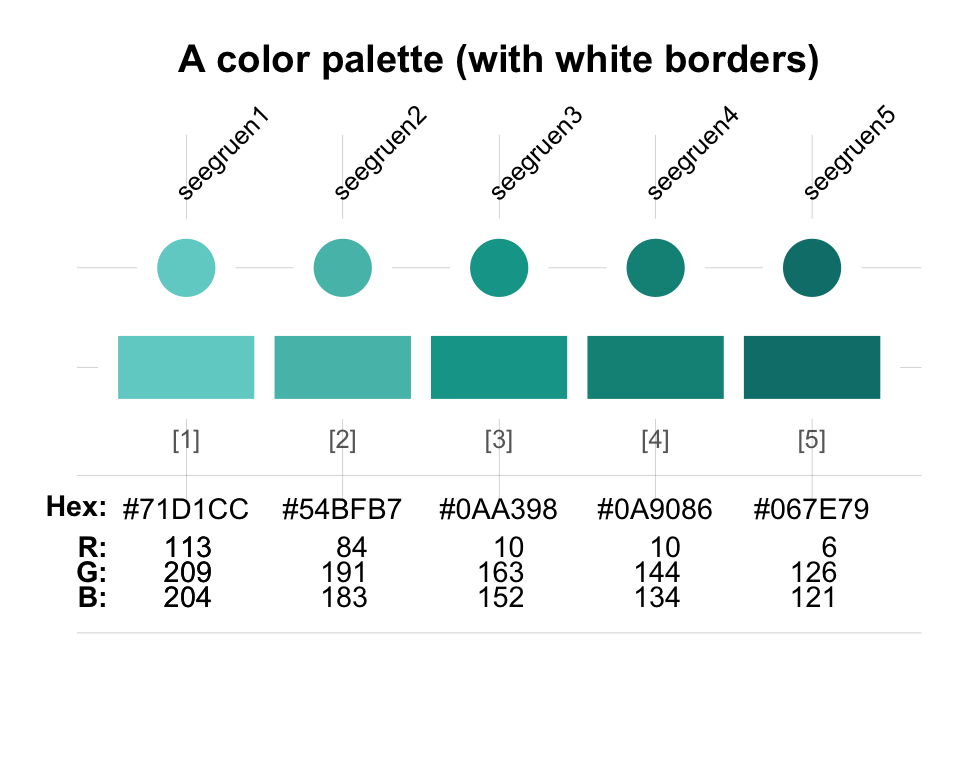 A color palette (with white borders)
seegruen1 seegruen2 seegruen3 seegruen4 seegruen5
[1] [2] [3] [4] [5]
Hex: #71D1CC #54BFB7 #0AA398 #0A9086 #067E79
R: 113 84 10 10 6
G: 209 191 163 144 126
B: 204 183 152 134 121